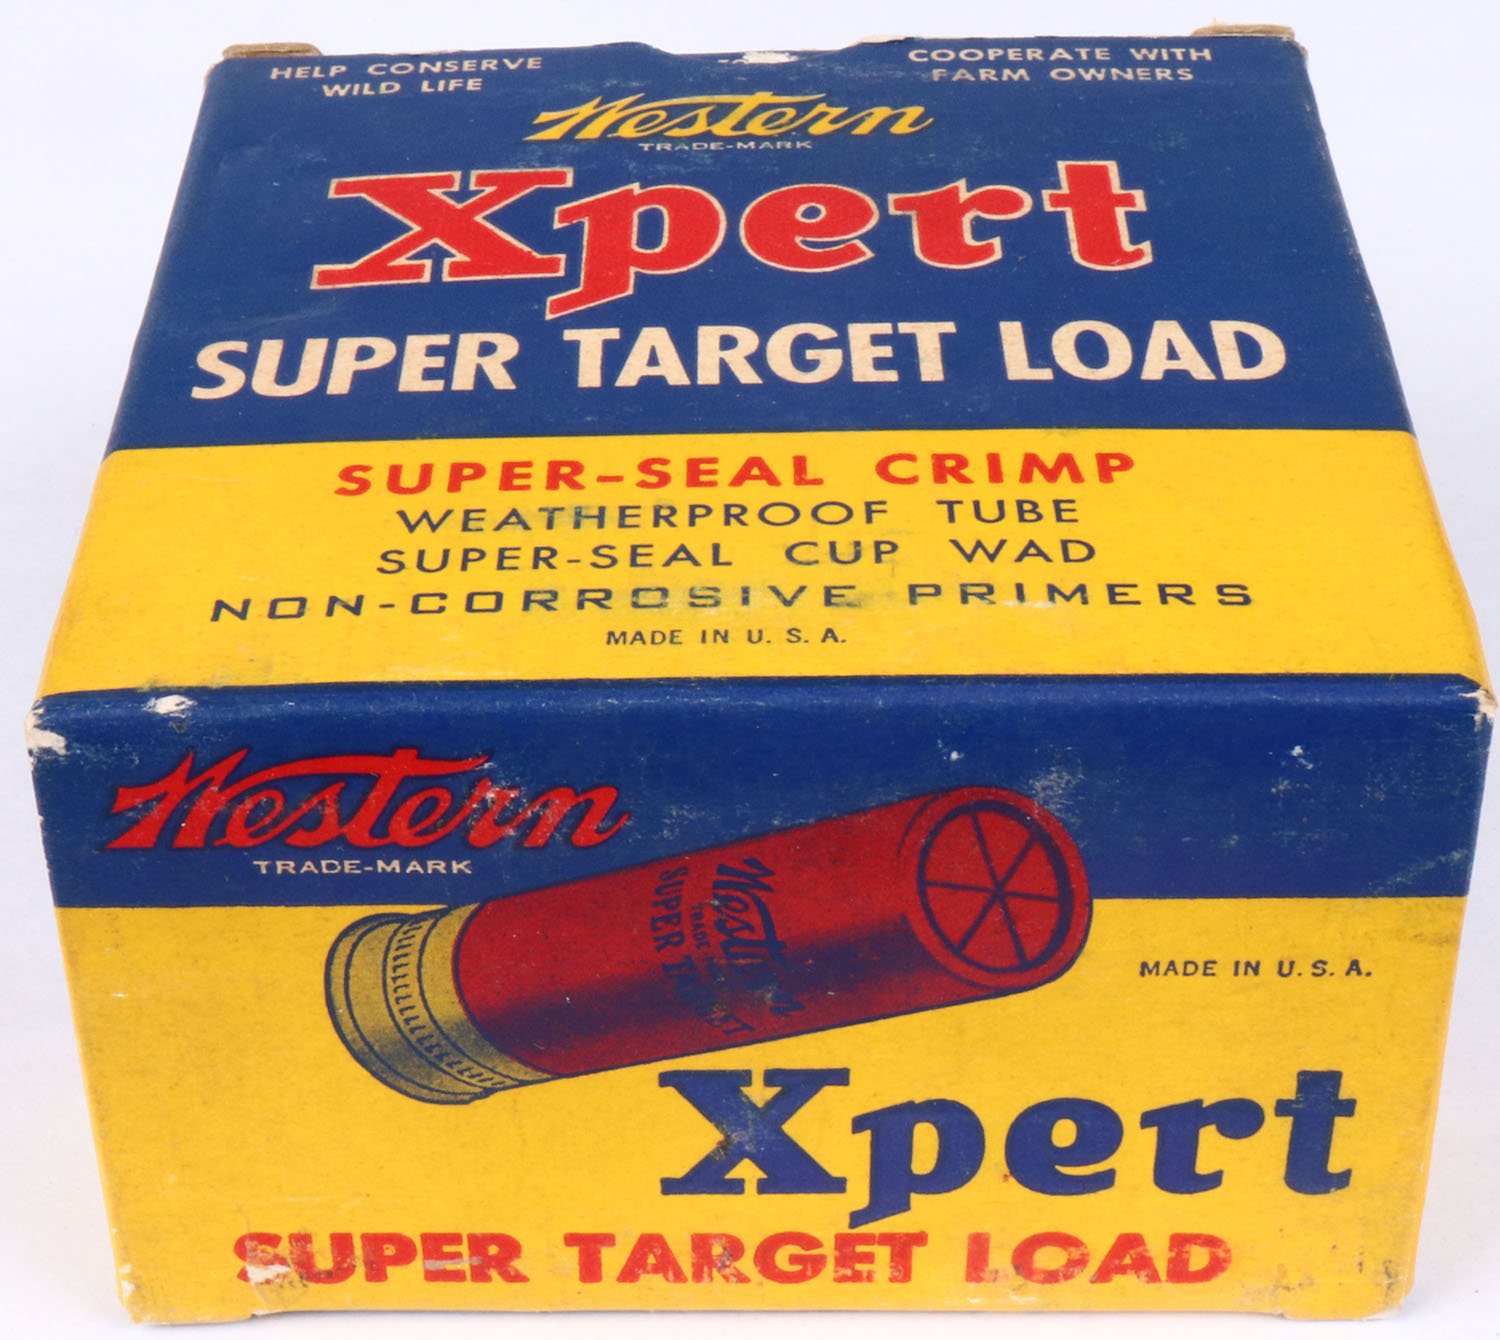 HELP CONSERVE
WILD LIFE
COOPERATE WITH
FARM OWNERS
Western
TRADE-MARK
Xpert
SUPER TARGET LOAD
SUPER-SEAL CRIMP
WEATHERPROOF TUBE
SUPER-SEAL CUP WAD
NON-CORROSIVE PRIMERS
MADE IN U. S. A.
Western
TRADE-MARK
Western
TRADE
SUPER TARGET
MADE IN U. S. A.
Xpert
SUPER TARGET LOAD